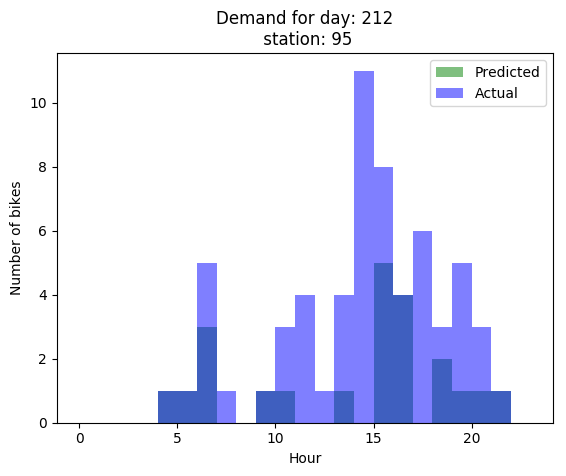 Demand for day: 212
station: 95
Predicted
Actual
Number of bikes
10
8
6
4
2
0
0 5 10 15 20
Hour